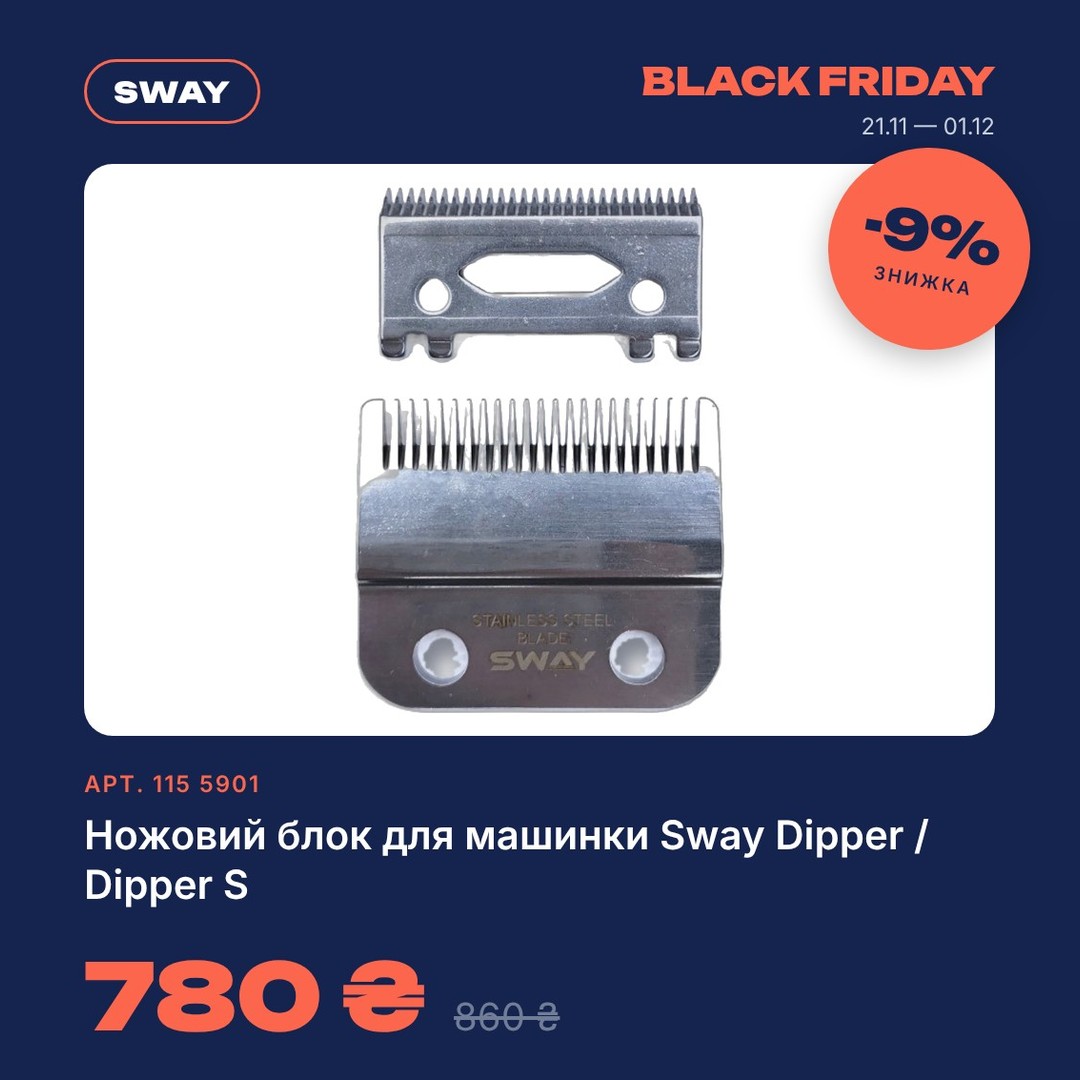 SWAY
BLACK FRIDAY
21.11 — 01.12
-9%
ЗНИЖКА
STAINLESS STEEL
BLADE
SWAY
АРТ. 115 5901
Ножовий блок для машинки Sway Dipper /
Dipper S
780 ₴ 860 ₴